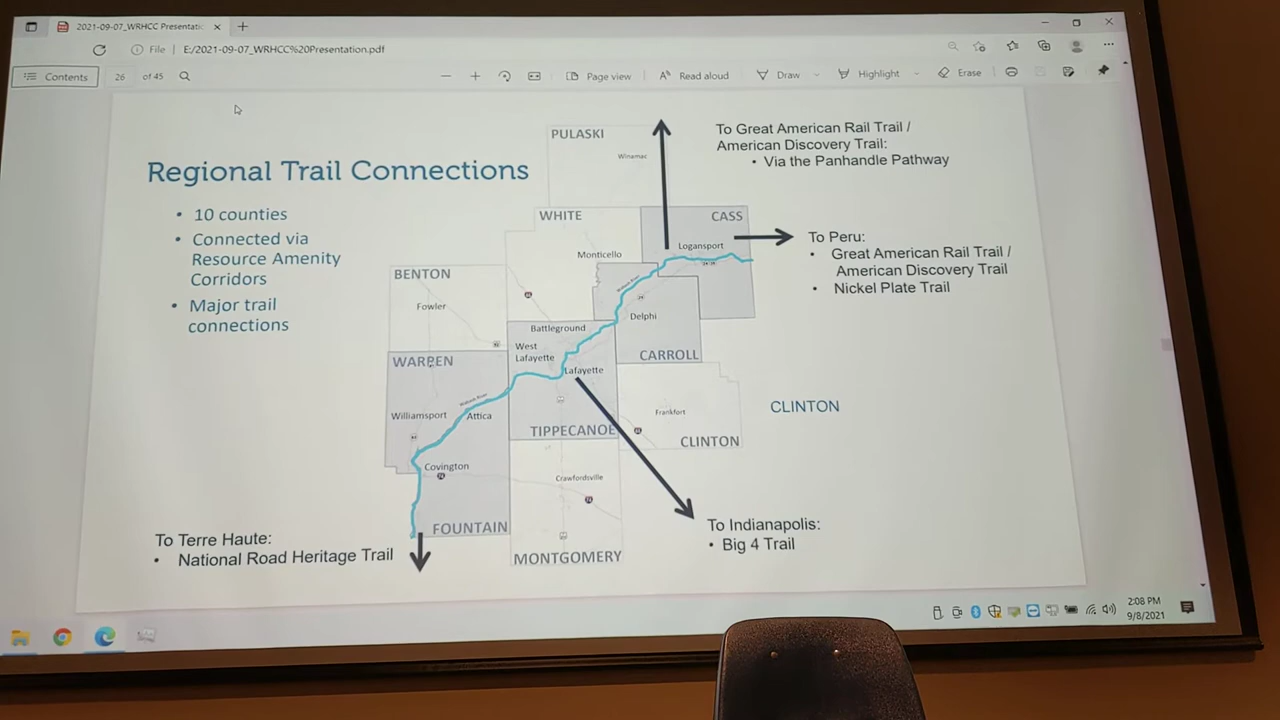 2021-09-07_WRHCC Presentati
File
E:/2021-09-07_WRHCC%20Presentation.pdf
Contents
26 of 45
Page view
Read aloud
Draw
Highlight
Erase
Regional Trail Connections
• 10 counties
• Connected via
Resource Amenity
Corridors
• Major trail
connections
PULASKI
Winamac
To Great American Rail Trail /
American Discovery Trail:
• Via the Panhandle Pathway
WHITE
CASS
Monticello
Logansport
To Peru:
• Great American Rail Trail /
American Discovery Trail
• Nickel Plate Trail
BENTON
Fowler
Wabash River
Delphi
Battleground
West
Lafayette
CARROLL
WARREN
Lafayette
Wabash River
Williamsport
Attica
Frankfort
CLINTON
TIPPECANOE
CLINTON
Covington
Crawfordsville
FOUNTAIN
MONTGOMERY
To Terre Haute:
• National Road Heritage Trail
To Indianapolis:
• Big 4 Trail
2:08 PM
9/8/2021